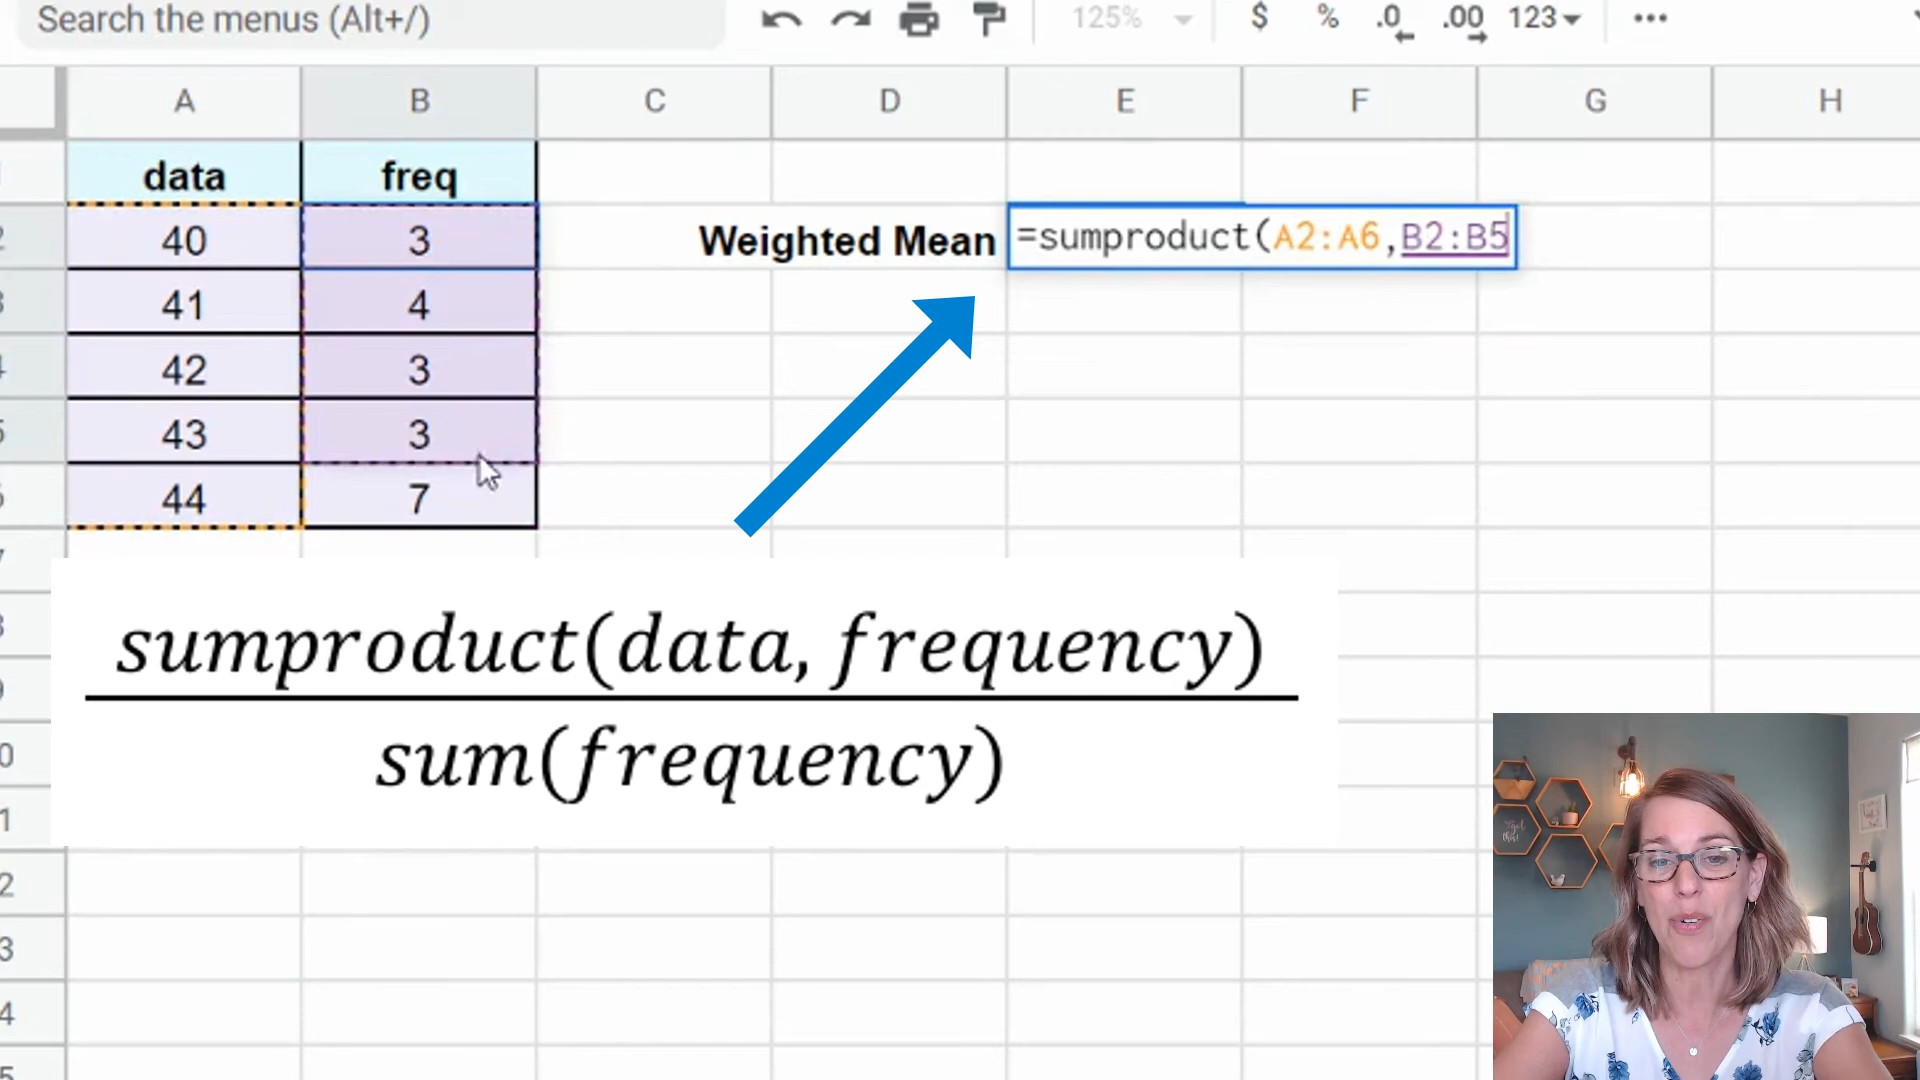 Search the menus (Alt+/)
125% $ % .0 .00 123
A B C D E F G H
data freq
40 3 Weighted Mean =sumproduct(A2:A6,B2:B5
41 4
42 3
43 3
44 7
sumproduct(data, frequency)
sum(frequency)